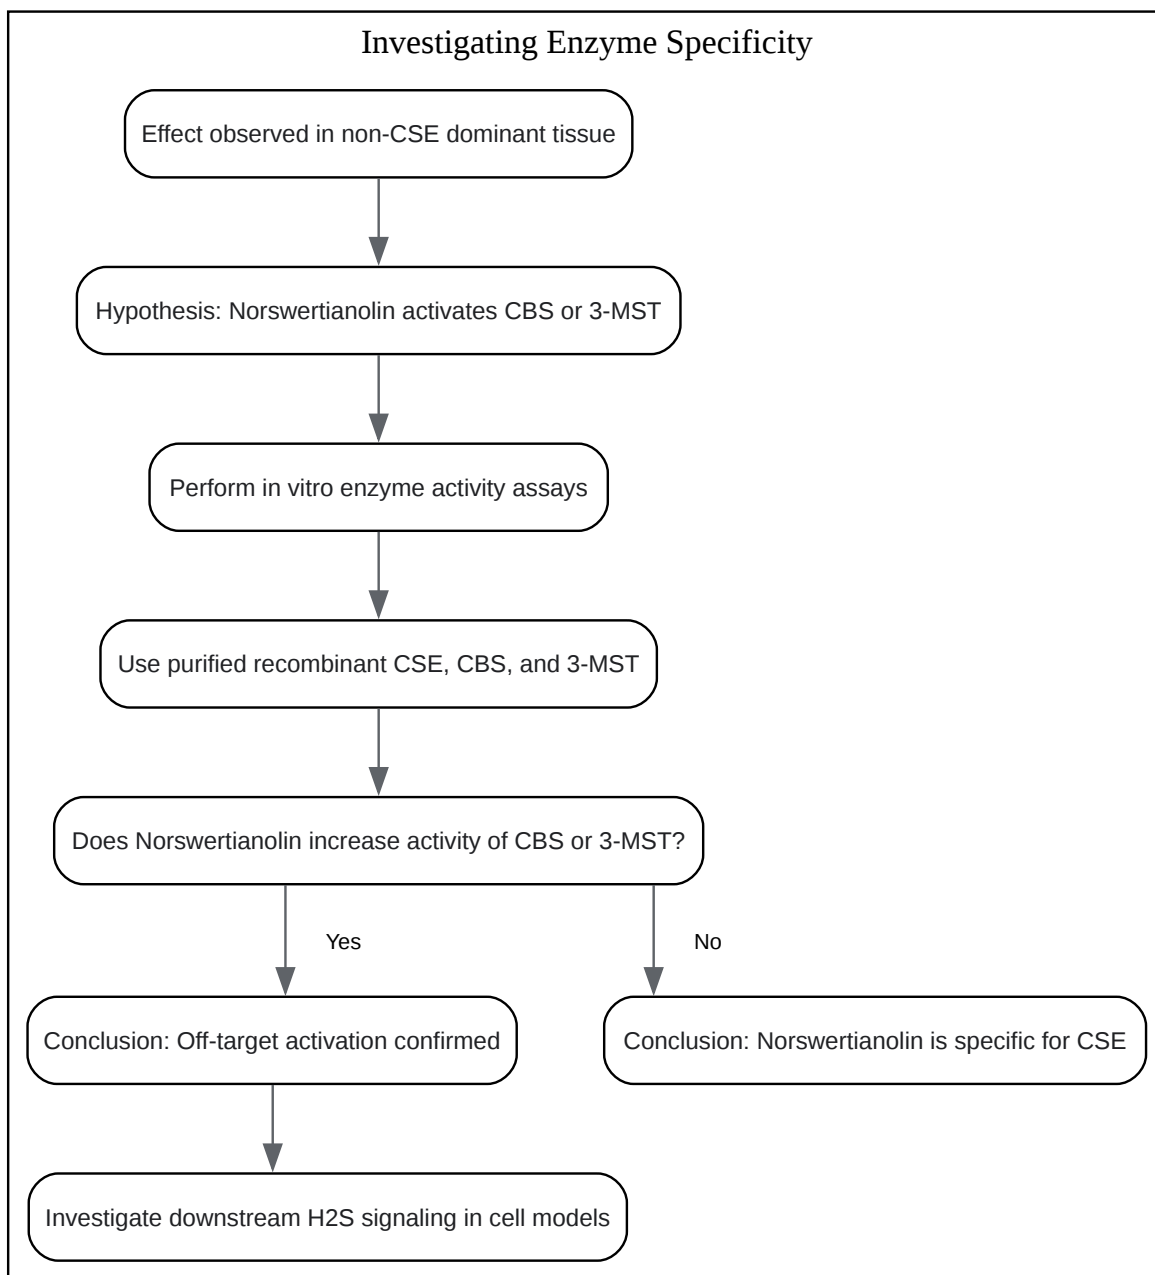 Investigating Enzyme Specificity
Effect observed in non-CSE dominant tissue
Hypothesis: Norswertianolin activates CBS or 3-MST
Perform in vitro enzyme activity assays
Use purified recombinant CSE, CBS, and 3-MST
Does Norswertianolin increase activity of CBS or 3-MST?
Yes
No
Conclusion: Off-target activation confirmed
Conclusion: Norswertianolin is specific for CSE
Investigate downstream H2S signaling in cell models